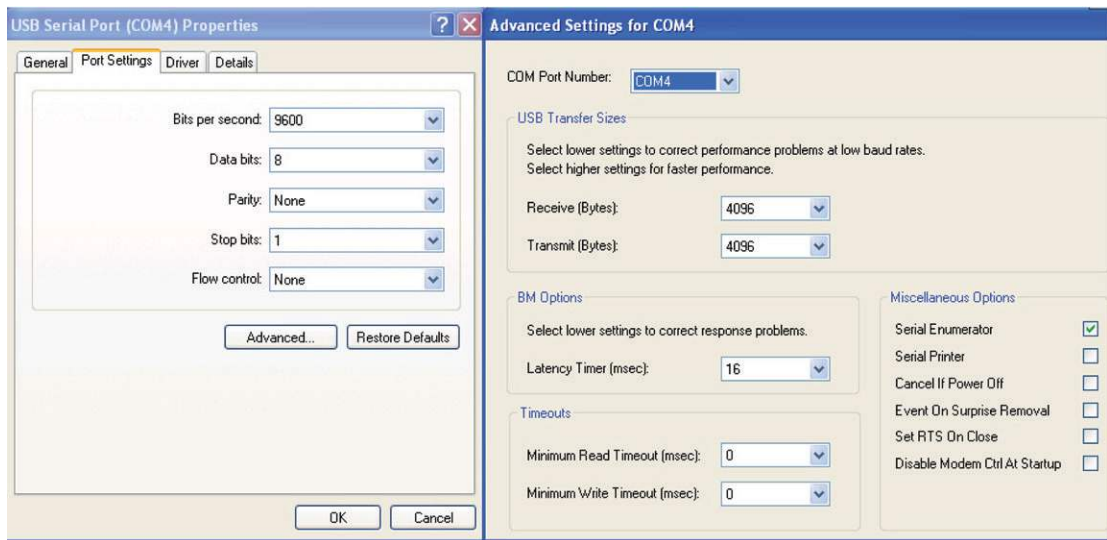 USB Serial Port (COM4) Properties
General Port Settings Driver Details
Bits per second: 9600
Data bits: 8
Parity: None
Stop bits: 1
Flow control: None
Advanced... Restore Defaults
OK Cancel
Advanced Settings for COM4
COM Port Number: COM4
USB Transfer Sizes
Select lower settings to correct performance problems at low baud rates.
Select higher settings for faster performance.
Receive (Bytes): 4096
Transmit (Bytes): 4096
BM Options
Select lower settings to correct response problems.
Latency Timer (msec): 16
Timeouts
Minimum Read Timeout (msec): 0
Minimum Write Timeout (msec): 0
Miscellaneous Options
Serial Enumerator
Serial Printer
Cancel If Power Off
Event On Surprise Removal
Set RTS On Close
Disable Modem Ctrl At Startup